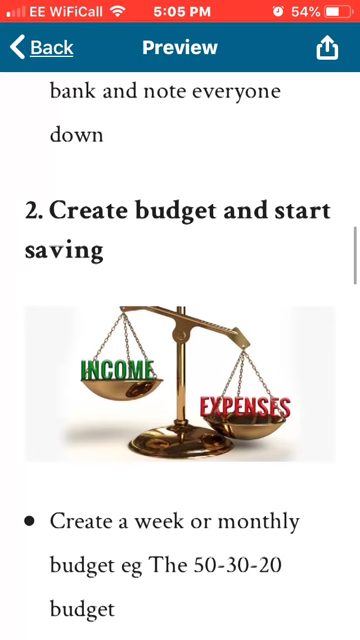 EE WiFiCall 5:05 PM 54%
Back Preview
bank and note everyone
down
2. Create budget and start
saving
INCOME
EXPENSES
Create a week or monthly
budget eg The 50-30-20
budget